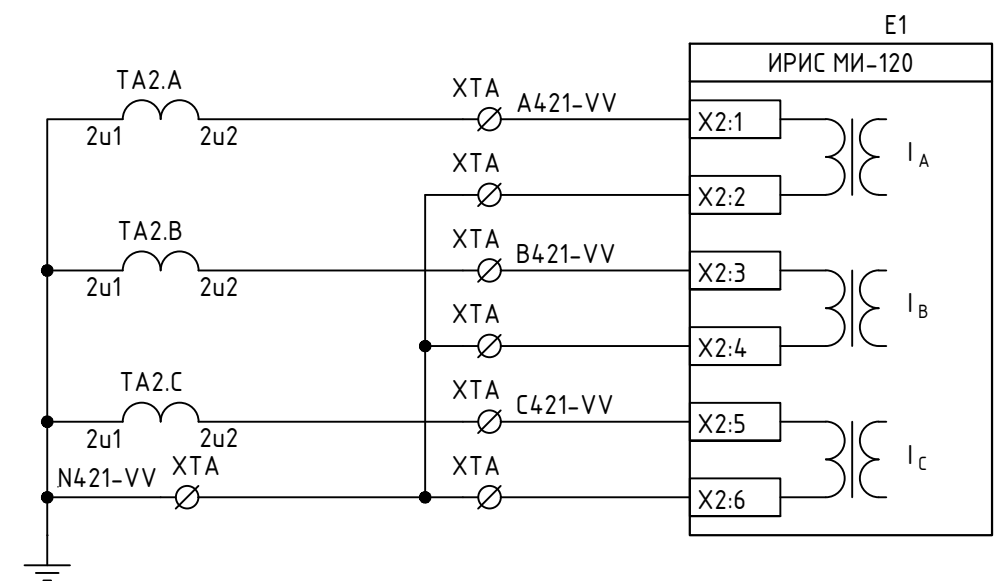 E1
ИРИС МИ-120
TA2.A
2u1
2u2
XTA
A421-VV
X2:1
I A
XTA
X2:2
TA2.B
2u1
2u2
XTA
B421-VV
X2:3
I B
XTA
X2:4
TA2.C
2u1
2u2
XTA
C421-VV
X2:5
I C
N421-VV
XTA
XTA
X2:6